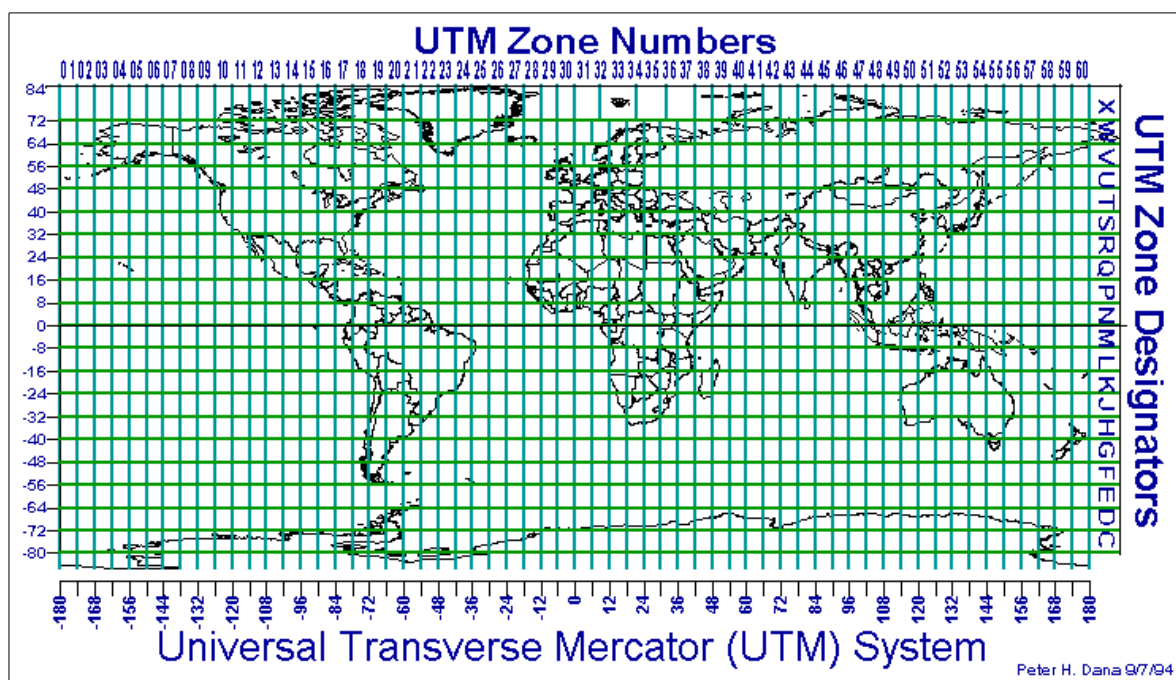 UTM Zone Numbers
01 02 03 04 05 06 07 08 09 10 11 12 13 14 15 16 17 18 19 20 21 22 23 24 25 26 27 28 29 30 31 32 33 34 35 36 37 38 39 40 41 42 43 44 45 46 47 48 49 50 51 52 53 54 55 56 57 58 59 60
84
72
64
56
48
40
32
24
16
8
0
-8
-16
-24
-32
-40
-48
-56
-64
-72
-80
X
W
V
U
T
S
R
Q
P
N
M
L
K
J
H
G
F
E
D
C
UTM Zone Designators
-180 -168 -156 -144 -132 -120 -108 -96 -84 -72 -60 -48 -36 -24 -12 0 12 24 36 48 60 72 84 96 108 120 132 144 156 168 180
Universal Transverse Mercator (UTM) System
Peter H. Dana 9/7/94